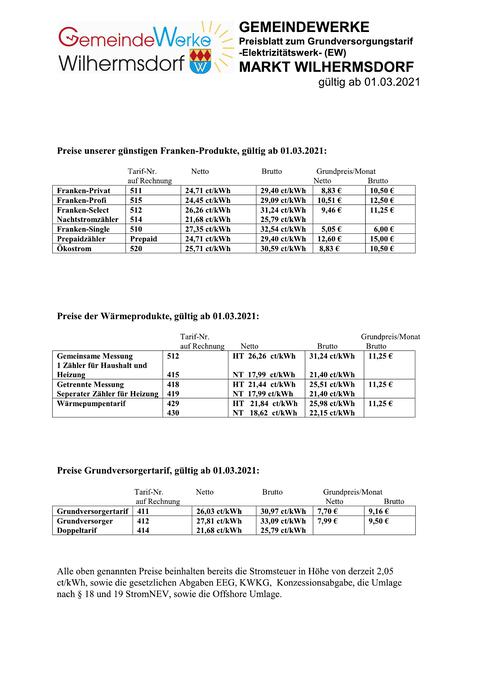 GemeindeWerke
Wilhermsdorf
GEMEINDEWERKE
Preisblatt zum Grundversorgungstarif
-Elektrizitätswerk- (EW)
MARKT WILHERMSDORF
gültig ab 01.03.2021
Preise unserer günstigen Franken-Produkte, gültig ab 01.03.2021:
Tarif-Nr. Netto Brutto Grundpreis/Monat
auf Rechnung Netto Brutto
Franken-Privat 511 24,71 ct/kWh 29,40 ct/kWh 8,83 € 10,50 €
Franken-Profi 515 24,45 ct/kWh 29,09 ct/kWh 10,51 € 12,50 €
Franken-Select 512 26,26 ct/kWh 31,24 ct/kWh 9,46 € 11,25 €
Nachtstromzähler 514 21,68 ct/kWh 25,79 ct/kWh
Franken-Single 510 27,35 ct/kWh 32,54 ct/kWh 5,05 € 6,00 €
Prepaidzähler Prepaid 24,71 ct/kWh 29,40 ct/kWh 12,60 € 15,00 €
Ökostrom 520 25,71 ct/kWh 30,59 ct/kWh 8,83 € 10,50 €
Preise der Wärmeprodukte, gültig ab 01.03.2021:
Tarif-Nr. Grundpreis/Monat
auf Rechnung Netto Brutto Brutto
Gemeinsame Messung 512 HT 26,26 ct/kWh 31,24 ct/kWh 11,25 €
1 Zähler für Haushalt und
Heizung 415 NT 17,99 ct/kWh 21,40 ct/kWh
Getrennte Messung 418 HT 21,44 ct/kWh 25,51 ct/kWh 11,25 €
Seperater Zähler für Heizung 419 NT 17,99 ct/kWh 21,40 ct/kWh
Wärmepumpentarif 429 HT 21,84 ct/kWh 25,98 ct/kWh 11,25 €
430 NT 18,62 ct/kWh 22,15 ct/kWh
Preise Grundversorgertarif, gültig ab 01.03.2021:
Tarif-Nr. Netto Brutto Grundpreis/Monat
auf Rechnung Netto Brutto
Grundversorgertarif 411 26,03 ct/kWh 30,97 ct/kWh 7,70 € 9,16 €
Grundversorger 412 27,81 ct/kWh 33,09 ct/kWh 7,99 € 9,50 €
Doppeltarif 414 21,68 ct/kWh 25,79 ct/kWh
Alle oben genannten Preise beinhalten bereits die Stromsteuer in Höhe von derzeit 2,05
ct/kWh, sowie die gesetzlichen Abgaben EEG, KWKG, Konzessionsabgabe, die Umlage
nach § 18 und 19 StromNEV, sowie die Offshore Umlage.